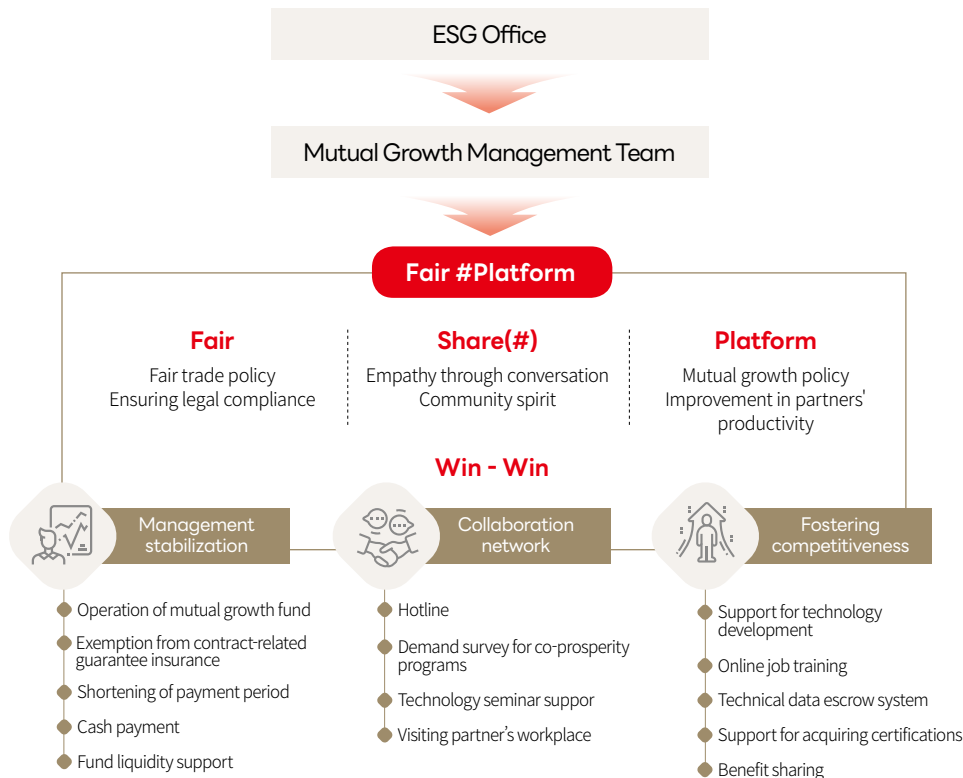 ESG Office
Mutual Growth Management Team
Fair #Platform
Fair
Fair trade policy
Ensuring legal compliance
Share(#)
Empathy through conversation
Community spirit
Platform
Mutual growth policy
Improvement in partners'
productivity
Win - Win
Management
stabilization
Operation of mutual growth fund
Exemption from contract-related
guarantee insurance
Shortening of payment period
Cash payment
Fund liquidity support
Collaboration
network
Hotline
Demand survey for co-prosperity
programs
Technology seminar suppor
Visiting partner's workplace
Fostering
competitiveness
Support for technology
development
Online job training
Technical data escrow system
Support for acquiring certifications
Benefit sharing